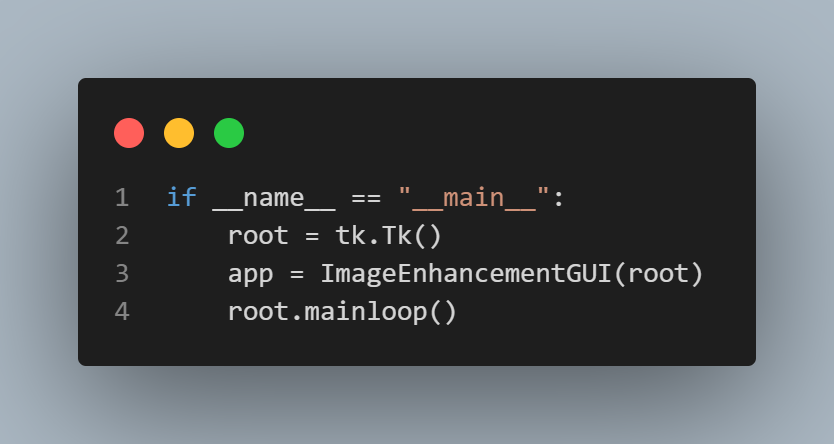 1 if __name__ == "__main__":
2     root = tk.Tk()
3     app = ImageEnhancementGUI(root)
4     root.mainloop()